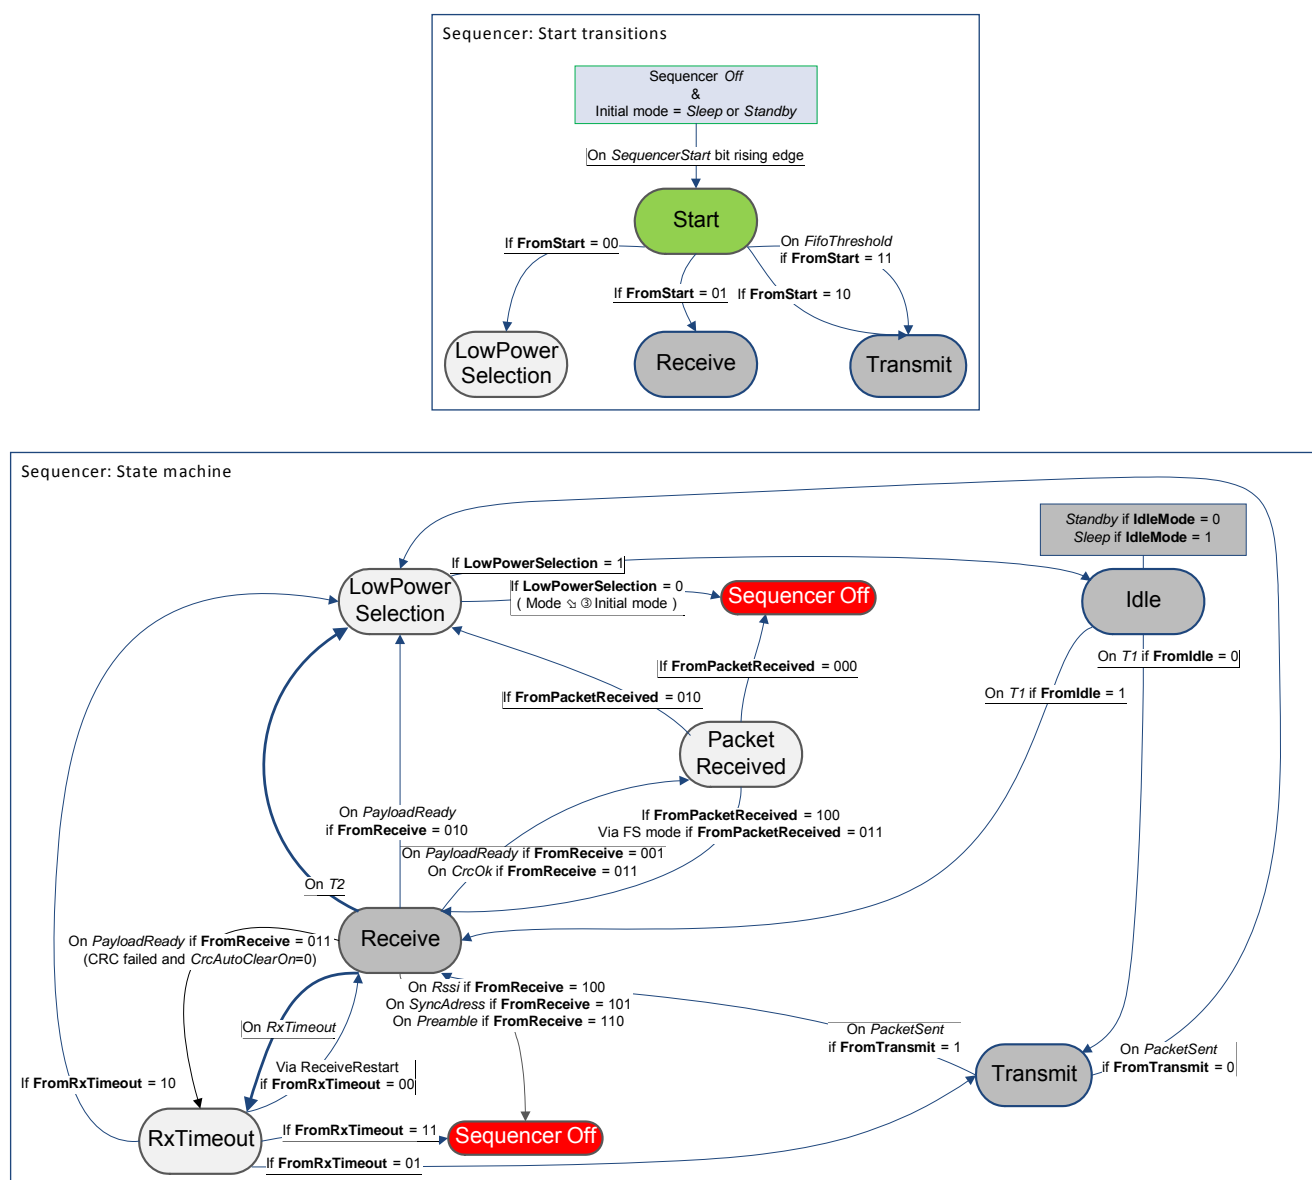 Sequencer: Start transitions
Sequencer Off
&
Initial mode = Sleep or Standby
On SequencerStart bit rising edge
Start
If FromStart = 00
On FifoThreshold
if FromStart = 11
If FromStart = 01
If FromStart = 10
LowPower
Selection
Receive
Transmit
Sequencer: State machine
Standby if IdleMode = 0
Sleep if IdleMode = 1
If LowPowerSelection = 1
LowPower
Selection
If LowPowerSelection = 0
( Mode ⇘ ③ Initial mode )
Sequencer Off
Idle
On T1 if FromIdle = 0
If FromPacketReceived = 000
If FromPacketReceived = 010
On T1 if FromIdle = 1
Packet
Received
On PayloadReady
if FromReceive = 010
If FromPacketReceived = 100
Via FS mode if FromPacketReceived = 011
On PayloadReady if FromReceive = 001
On CrcOk if FromReceive = 011
On T2
Receive
On PayloadReady if FromReceive = 011
(CRC failed and CrcAutoClearOn=0)
On Rssi if FromReceive = 100
On SyncAdress if FromReceive = 101
On Preamble if FromReceive = 110
On RxTimeout
On PacketSent
if FromTransmit = 1
On PacketSent
if FromTransmit = 0
Via ReceiveRestart
if FromRxTimeout = 00
Transmit
If FromRxTimeout = 10
RxTimeout
If FromRxTimeout = 11
Sequencer Off
If FromRxTimeout = 01